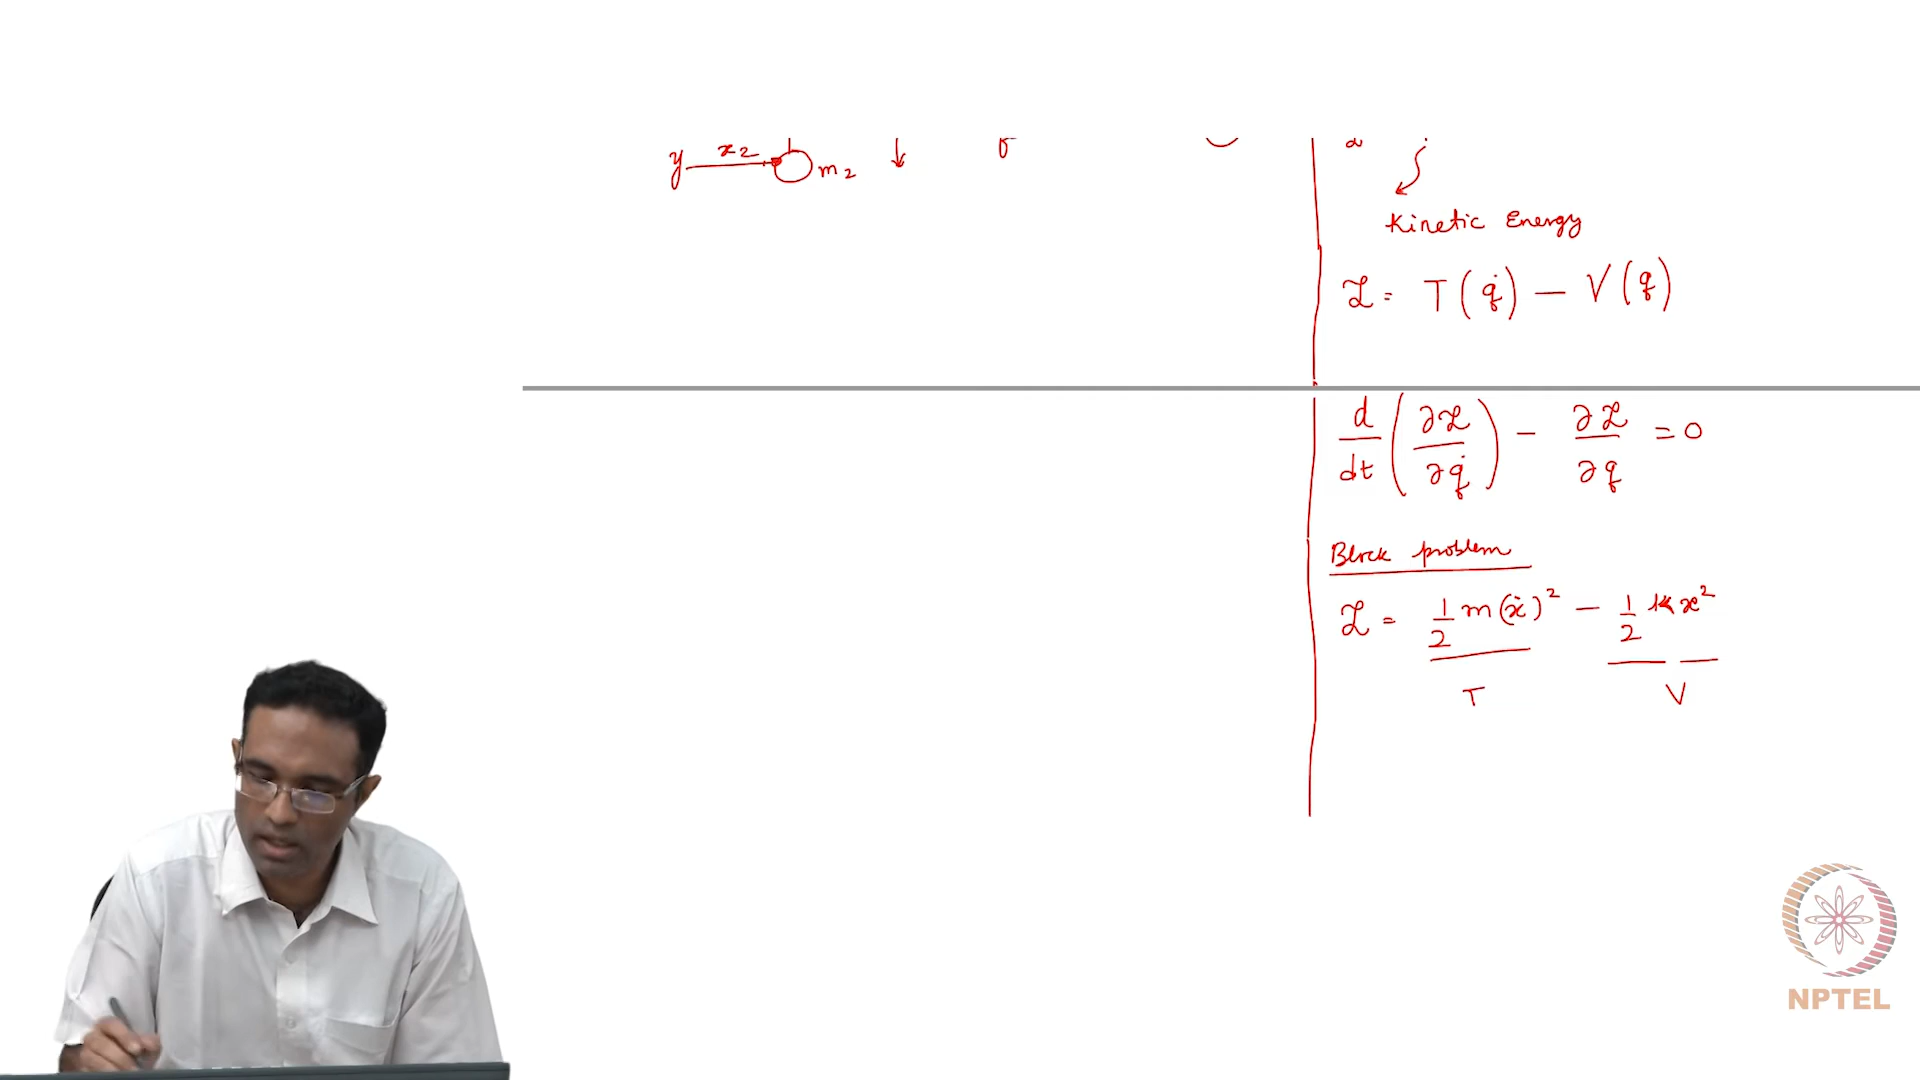 y x₂ m₂
Kinetic Energy
ℒ = T(q̇) − V(q)
d/dt (∂ℒ/∂q̇) − ∂ℒ/∂q = 0
Block problem
ℒ = 1/2 m(ẋ)² − 1/2 kx²
T V
NPTEL